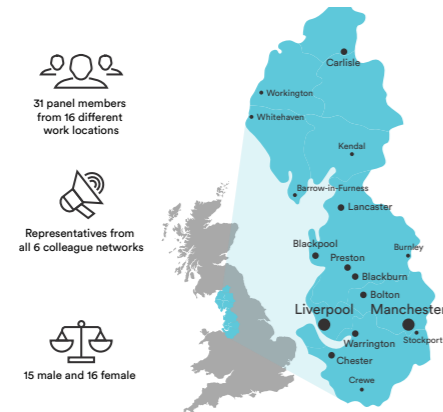 31 panel members
from 16 different
work locations
Representatives from
all 6 colleague networks
15 male and 16 female
Carlisle
Workington
Whitehaven
Kendal
Barrow-in-Furness
Lancaster
Blackpool
Burnley
Preston
Blackburn
Bolton
Liverpool
Manchester
Warrington
Stockport
Chester
Crewe